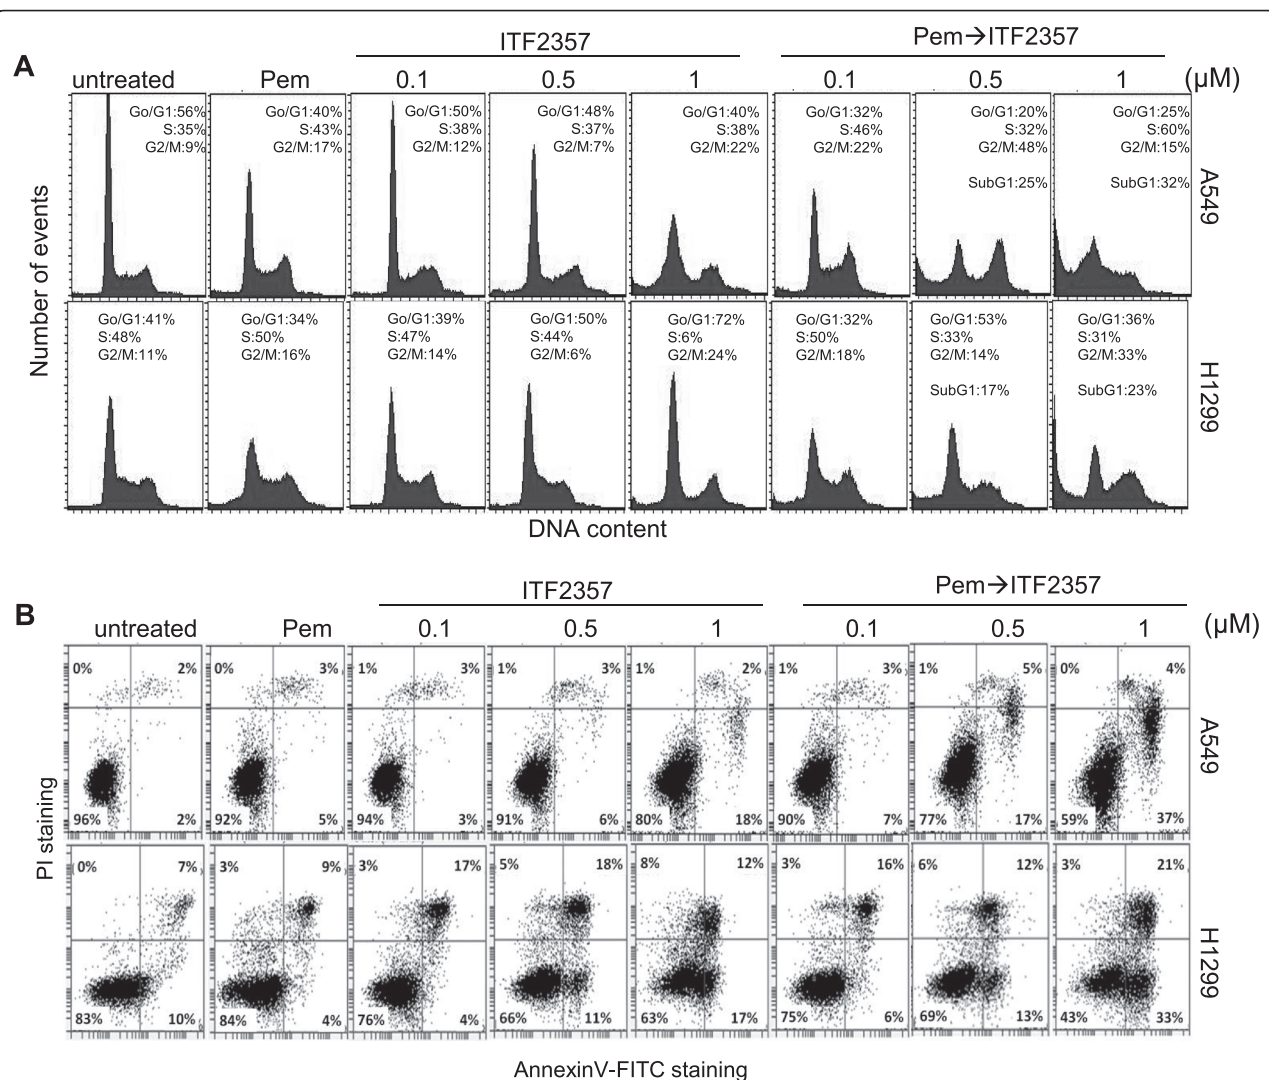 A
ITF2357
Pem→ITF2357
untreated Pem 0.1 0.5 1 0.1 0.5 1 (µM)
Go/G1:56% Go/G1:40% Go/G1:50% Go/G1:48% Go/G1:40% Go/G1:32% Go/G1:20% Go/G1:25%
S:35% S:43% S:38% S:37% S:38% S:46% S:32% S:60%
G2/M:9% G2/M:17% G2/M:12% G2/M:7% G2/M:22% G2/M:22% G2/M:48% G2/M:15%
SubG1:25% SubG1:32%
A549
Number of events
Go/G1:41% Go/G1:34% Go/G1:39% Go/G1:50% Go/G1:72% Go/G1:32% Go/G1:53% Go/G1:36%
S:48% S:50% S:47% S:44% S:6% S:50% S:33% S:31%
G2/M:11% G2/M:16% G2/M:14% G2/M:6% G2/M:24% G2/M:18% G2/M:14% G2/M:33%
SubG1:17% SubG1:23%
H1299
DNA content
B
ITF2357
Pem→ITF2357
untreated Pem 0.1 0.5 1 0.1 0.5 1 (µM)
0% 2% 0% 3% 1% 3% 1% 3% 1% 2% 1% 3% 1% 5% 0% 4%
A549
96% 2% 92% 5% 94% 3% 91% 6% 80% 18% 90% 7% 77% 17% 59% 37%
PI staining
0% 7% 3% 9% 3% 17% 5% 18% 8% 12% 3% 16% 6% 12% 3% 21%
H1299
83% 10% 84% 4% 76% 4% 66% 11% 63% 17% 75% 6% 69% 13% 43% 33%
AnnexinV-FITC staining